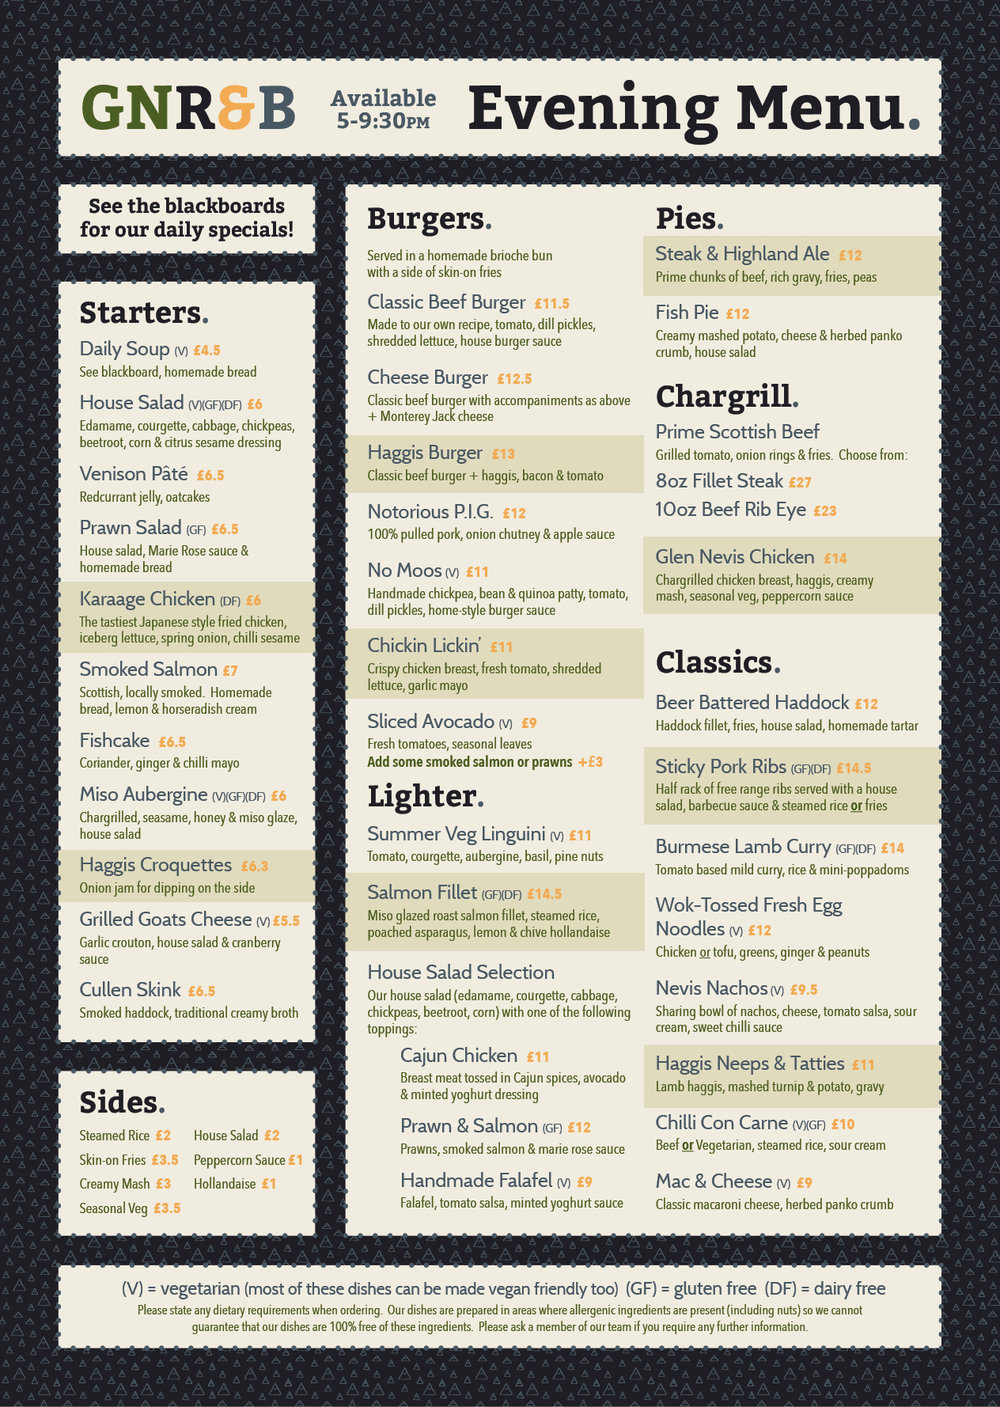 GNR&B
Available
5-9:30PM
Evening Menu.
See the blackboards
for our daily specials!
Starters.
Daily Soup (V) £4.5
See blackboard, homemade bread
House Salad (V)(GF)(DF) £6
Edamame, courgette, cabbage, chickpeas,
beetroot, corn & citrus sesame dressing
Venison Pâté £6.5
Redcurrant jelly, oatcakes
Prawn Salad (GF) £6.5
House salad, Marie Rose sauce &
homemade bread
Karaage Chicken (DF) £6
The tastiest Japanese style fried chicken,
iceberg lettuce, spring onion, chilli sesame
Smoked Salmon £7
Scottish, locally smoked. Homemade
bread, lemon & horseradish cream
Fishcake £6.5
Coriander, ginger & chilli mayo
Miso Aubergine (V)(GF)(DF) £6
Chargrilled, seasame, honey & miso glaze,
house salad
Haggis Croquettes £6.3
Onion jam for dipping on the side
Grilled Goats Cheese (V) £5.5
Garlic crouton, house salad & cranberry
sauce
Cullen Skink £6.5
Smoked haddock, traditional creamy broth
Sides.
Steamed Rice £2
Skin-on Fries £3.5
Creamy Mash £3
Seasonal Veg £3.5
House Salad £2
Peppercorn Sauce £1
Hollandaise £1
Burgers.
Served in a homemade brioche bun
with a side of skin-on fries
Classic Beef Burger £11.5
Made to our own recipe, tomato, dill pickles,
shredded lettuce, house burger sauce
Cheese Burger £12.5
Classic beef burger with accompaniments as above
+ Monterey Jack cheese
Haggis Burger £13
Classic beef burger + haggis, bacon & tomato
Notorious P.I.G. £12
100% pulled pork, onion chutney & apple sauce
No Moos (V) £11
Handmade chickpea, bean & quinoa patty, tomato,
dill pickles, home-style burger sauce
Chickin Lickin' £11
Crispy chicken breast, fresh tomato, shredded
lettuce, garlic mayo
Sliced Avocado (V) £9
Fresh tomatoes, seasonal leaves
Add some smoked salmon or prawns +£3
Lighter.
Summer Veg Linguini (V) £11
Tomato, courgette, aubergine, basil, pine nuts
Salmon Fillet (GF)(DF) £14.5
Miso glazed roast salmon fillet, steamed rice,
poached asparagus, lemon & chive hollandaise
House Salad Selection
Our house salad (edamame, courgette, cabbage,
chickpeas, beetroot, corn) with one of the following
toppings:
Cajun Chicken £11
Breast meat tossed in Cajun spices, avocado
& minted yoghurt dressing
Prawn & Salmon (GF) £12
Prawns, smoked salmon & marie rose sauce
Handmade Falafel (V) £9
Falafel, tomato salsa, minted yoghurt sauce
Pies.
Steak & Highland Ale £12
Prime chunks of beef, rich gravy, fries, peas
Fish Pie £12
Creamy mashed potato, cheese & herbed panko
crumb, house salad
Chargrill.
Prime Scottish Beef
Grilled tomato, onion rings & fries. Choose from:
8oz Fillet Steak £27
10oz Beef Rib Eye £23
Glen Nevis Chicken £14
Chargrilled chicken breast, haggis, creamy
mash, seasonal veg, peppercorn sauce
Classics.
Beer Battered Haddock £12
Haddock fillet, fries, house salad, homemade tartar
Sticky Pork Ribs (GF)(DF) £14.5
Half rack of free range ribs served with a house
salad, barbecue sauce & steamed rice or fries
Burmese Lamb Curry (GF)(DF) £14
Tomato based mild curry, rice & mini-poppadoms
Wok-Tossed Fresh Egg
Noodles (V) £12
Chicken or tofu, greens, ginger & peanuts
Nevis Nachos (V) £9.5
Sharing bowl of nachos, cheese, tomato salsa, sour
cream, sweet chilli sauce
Haggis Neeps & Tatties £11
Lamb haggis, mashed turnip & potato, gravy
Chilli Con Carne (V)(GF) £10
Beef or Vegetarian, steamed rice, sour cream
Mac & Cheese (V) £9
Classic macaroni cheese, herbed panko crumb
(V) = vegetarian (most of these dishes can be made vegan friendly too) (GF) = gluten free (DF) = dairy free
Please state any dietary requirements when ordering. Our dishes are prepared in areas where allergenic ingredients are present (including nuts) so we cannot
guarantee that our dishes are 100% free of these ingredients. Please ask a member of our team if you require any further information.